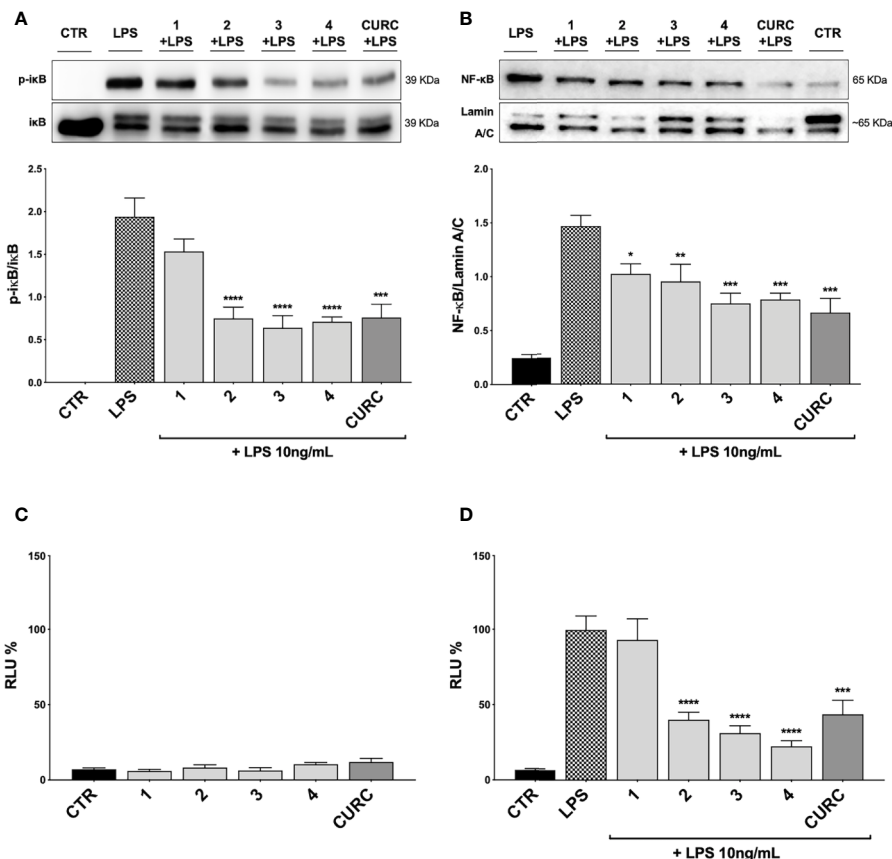 A
CTR LPS 1 +LPS 2 +LPS 3 +LPS 4 +LPS CURC +LPS
p-iκB 39 KDa
iκB 39 KDa
2.5
2.0
1.5
1.0
0.5
0.0
p-iκB/iκB
**** **** **** ***
CTR LPS 1 2 3 4 CURC
+ LPS 10ng/mL
B
LPS 1 +LPS 2 +LPS 3 +LPS 4 +LPS CURC +LPS CTR
NF-κB 65 KDa
Lamin
A/C ~65 KDa
2.0
1.5
1.0
0.5
0.0
NF-κB/Lamin A/C
* ** *** *** ***
CTR LPS 1 2 3 4 CURC
+ LPS 10ng/mL
C
150
100
50
0
RLU %
CTR 1 2 3 4 CURC
D
150
100
50
0
RLU %
**** **** **** ***
CTR LPS 1 2 3 4 CURC
+ LPS 10ng/mL